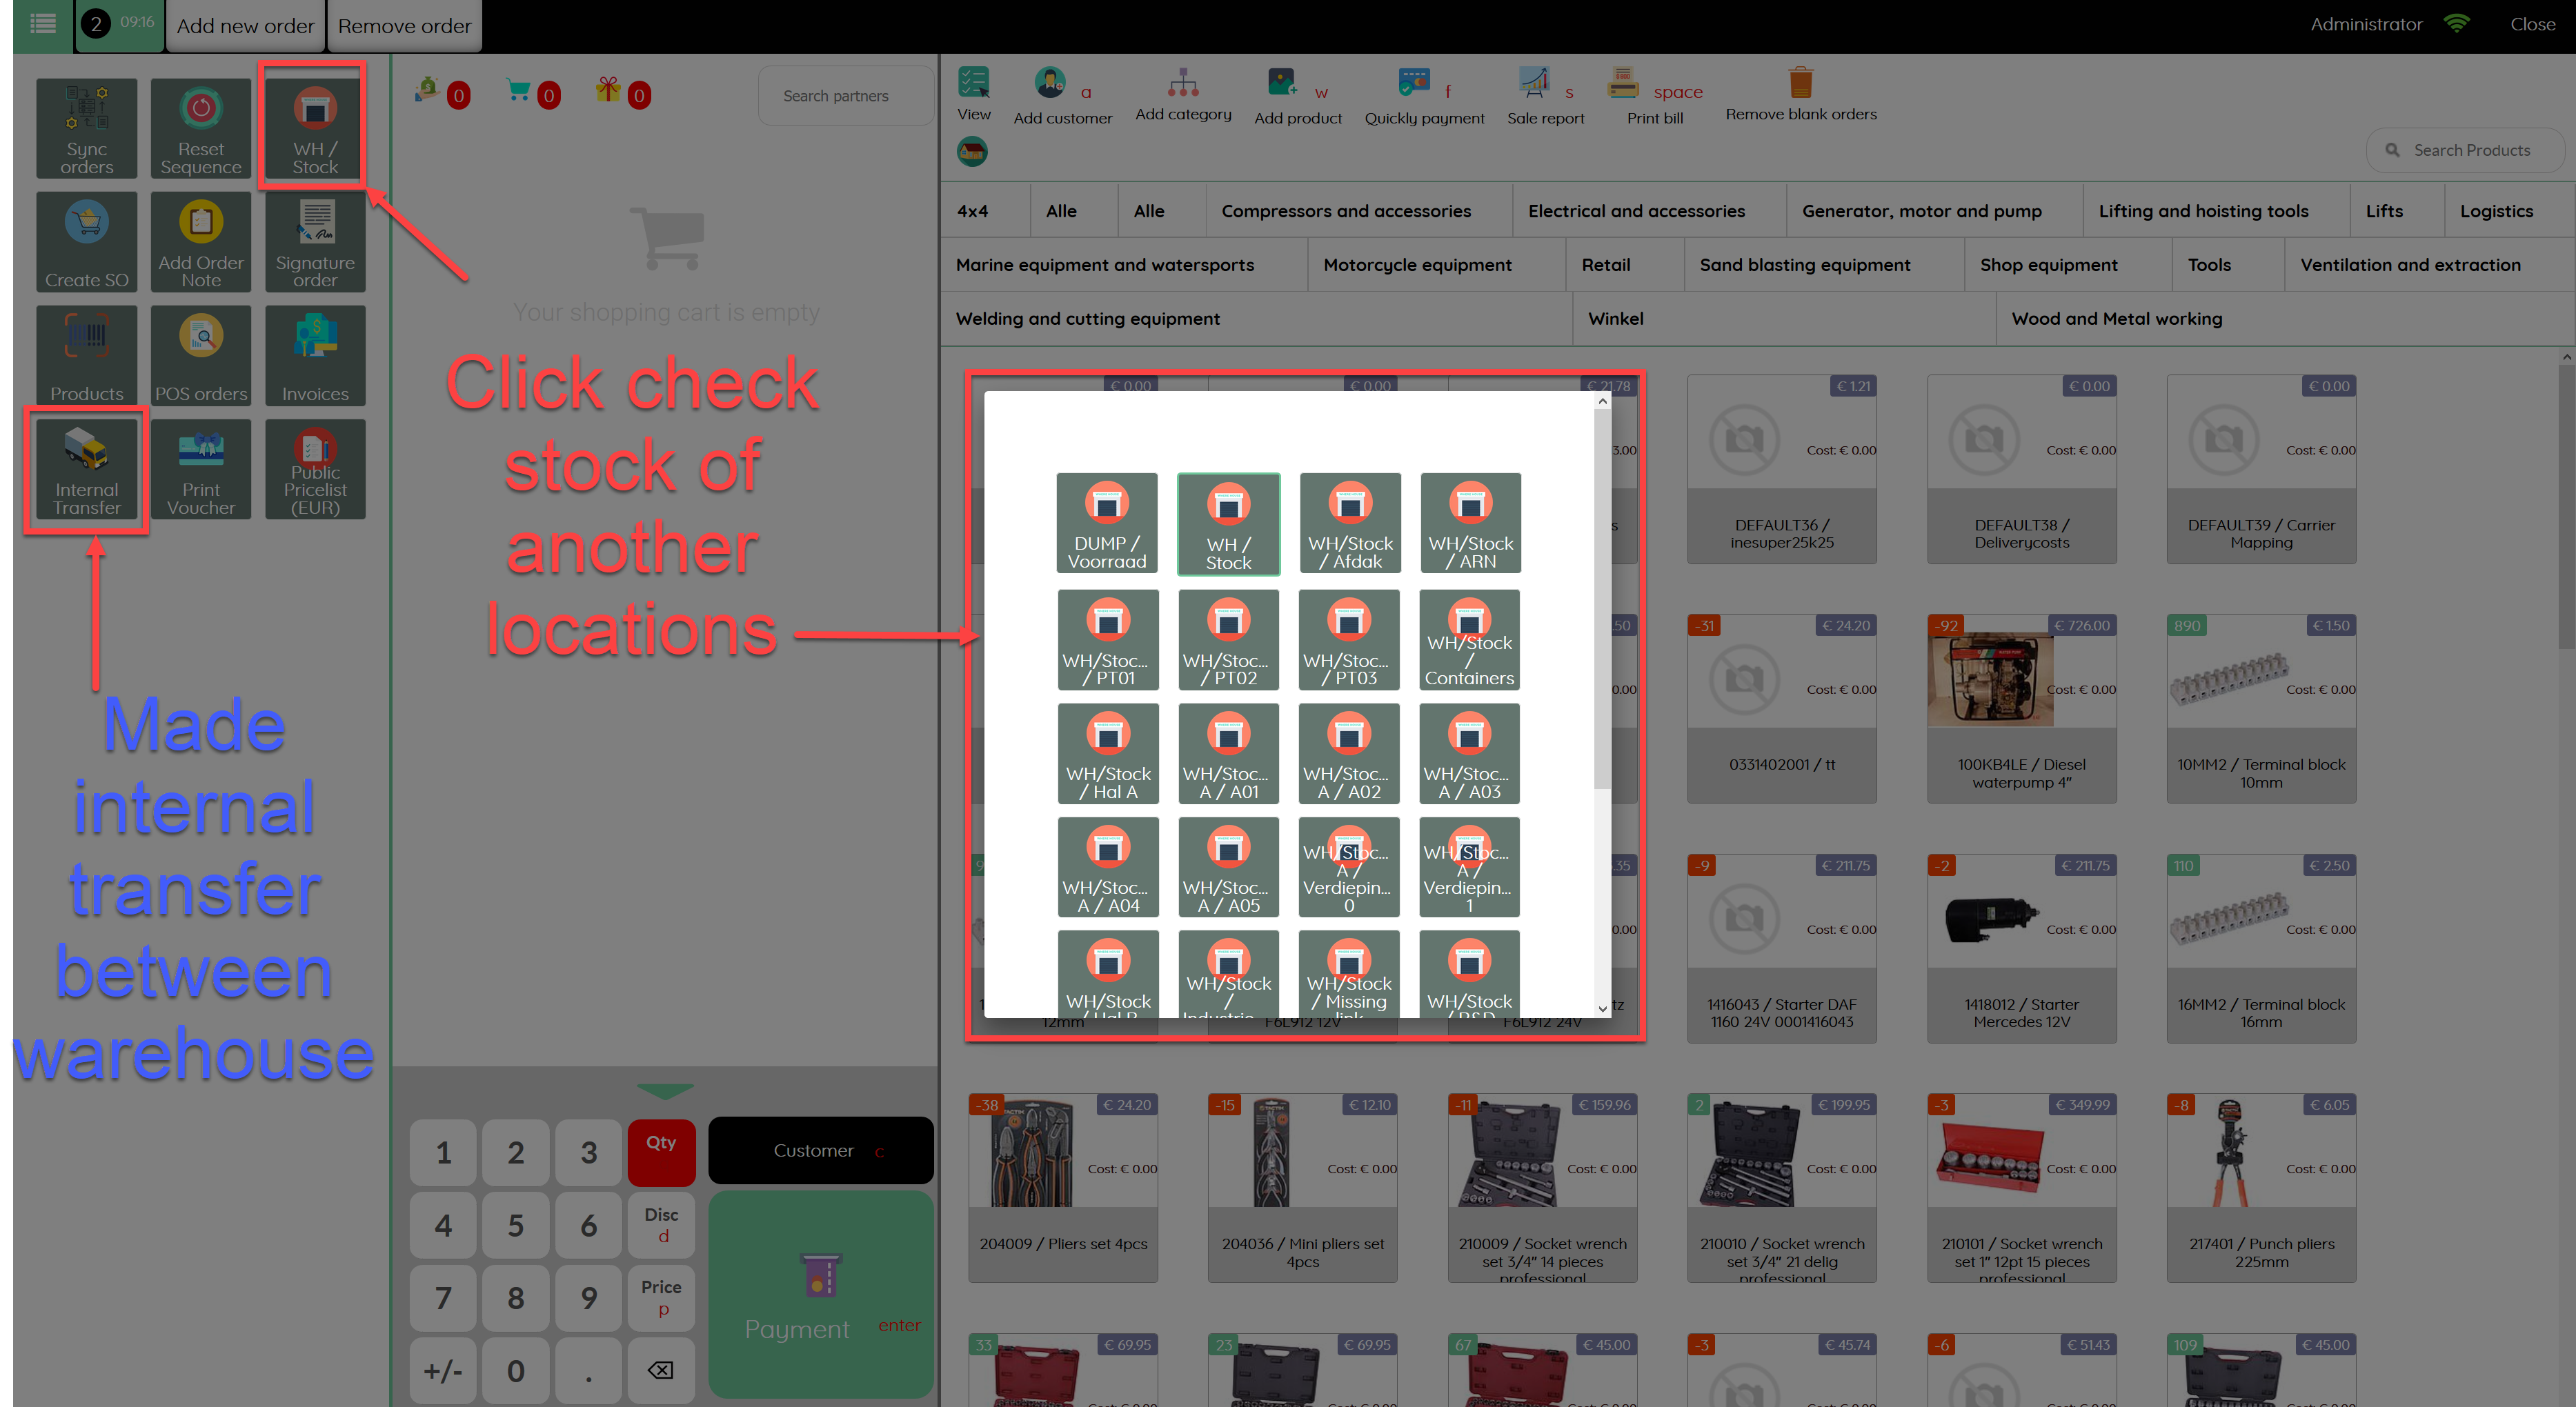 2 09:16
Add new order
Remove order
Administrator
Close
Sync
orders
Reset
Sequence
WH /
Stock
Create SO
Add Order
Note
Signature
order
Products
POS orders
Invoices
Internal
Transfer
Print
Voucher
Public
Pricelist
(EUR)
0
0
0
Search partners
Your shopping cart is empty
Click check
stock of
another
locations
Made
internal
transfer
between
warehouse
View
Add customer a
Add category
Add product w
Quickly payment f
Sale report s
Print bill space
Remove blank orders
Search Products
4x4
Alle
Alle
Compressors and accessories
Electrical and accessories
Generator, motor and pump
Lifting and hoisting tools
Lifts
Logistics
Marine equipment and watersports
Motorcycle equipment
Retail
Sand blasting equipment
Shop equipment
Tools
Ventilation and extraction
Welding and cutting equipment
Winkel
Wood and Metal working
€ 0.00
€ 0.00
€ 21.78
DUMP /
Voorraad
WH /
Stock
WH/Stock
/ Afdak
WH/Stock
/ ARN
WH/Stoc...
/ PT01
WH/Stoc...
/ PT02
WH/Stoc...
/ PT03
WH/Stock
/
Containers
WH/Stock
/ Hal A
WH/Stoc...
A / A01
WH/Stoc...
A / A02
WH/Stoc...
A / A03
WH/Stoc...
A / A04
WH/Stoc...
A / A05
WH/Stoc...
A /
Verdiepin...
0
WH/Stoc...
A /
Verdiepin...
1
WH/Stock
/ Hal B
WH/Stock
/
Industrie...
WH/Stock
/ Missing
link
WH/Stock
/ R&D
12mm
F6L912 12V
F6L912 24V
€ 1.21
Cost: € 0.00
DEFAULT36 /
inesuper25k25
€ 0.00
Cost: € 0.00
DEFAULT38 /
Deliverycosts
€ 0.00
Cost: € 0.00
DEFAULT39 / Carrier
Mapping
-31 € 24.20
Cost: € 0.00
0331402001 / tt
-92 € 726.00
Cost: € 0.00
100KB4LE / Diesel
waterpump 4"
890 € 1.50
Cost: € 0.00
10MM2 / Terminal block
10mm
-9 € 211.75
Cost: € 0.00
1416043 / Starter DAF
1160 24V 0001416043
-2 € 211.75
Cost: € 0.00
1418012 / Starter
Mercedes 12V
110 € 2.50
Cost: € 0.00
16MM2 / Terminal block
16mm
-38 € 24.20
Cost: € 0.00
204009 / Pliers set 4pcs
-15 € 12.10
Cost: € 0.00
204036 / Mini pliers set
4pcs
-11 € 159.96
Cost: € 0.00
210009 / Socket wrench
set 3/4" 14 pieces
professional
2 € 199.95
Cost: € 0.00
210010 / Socket wrench
set 3/4" 21 delig
professional
-3 € 349.99
Cost: € 0.00
210101 / Socket wrench
set 1" 12pt 15 pieces
professional
-8 € 6.05
Cost: € 0.00
217401 / Punch pliers
225mm
33 € 69.95
23 € 69.95
67 € 45.00
-3 € 45.74
-6 € 51.43
109 € 45.00
1
2
3
Qty
Customer c
4
5
6
Disc
d
7
8
9
Price
p
Payment enter
+/-
0
.